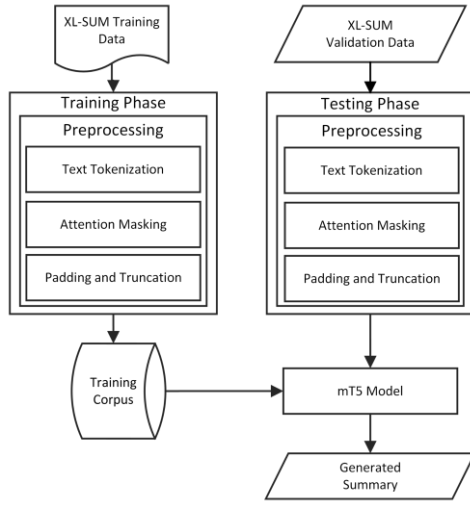 XL-SUM Training
Data
Training Phase
Preprocessing
Text Tokenization
Attention Masking
Padding and Truncation
Training
Corpus
XL-SUM
Validation Data
Testing Phase
Preprocessing
Text Tokenization
Attention Masking
Padding and Truncation
mT5 Model
Generated
Summary